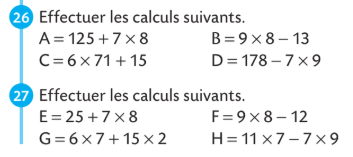 26 Effectuer les calculs suivants.
A = 125 + 7 × 8 B = 9 × 8 – 13
C = 6 × 71 + 15 D = 178 – 7 × 9
27 Effectuer les calculs suivants.
E = 25 + 7 × 8 F = 9 × 8 – 12
G = 6 × 7 + 15 × 2 H = 11 × 7 – 7 × 9